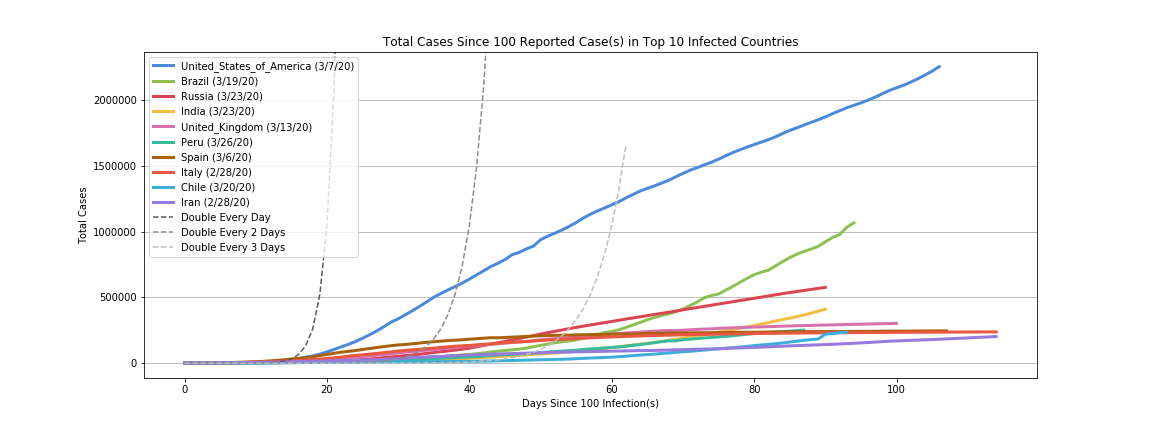 Total Cases Since 100 Reported Case(s) in Top 10 Infected Countries
United_States_of_America (3/7/20)
Brazil (3/19/20)
Russia (3/23/20)
India (3/23/20)
United_Kingdom (3/13/20)
Peru (3/26/20)
Spain (3/6/20)
Italy (2/28/20)
Chile (3/20/20)
Iran (2/28/20)
Double Every Day
Double Every 2 Days
Double Every 3 Days
Total Cases
2000000
1500000
1000000
500000
0
0 20 40 60 80 100
Days Since 100 Infection(s)